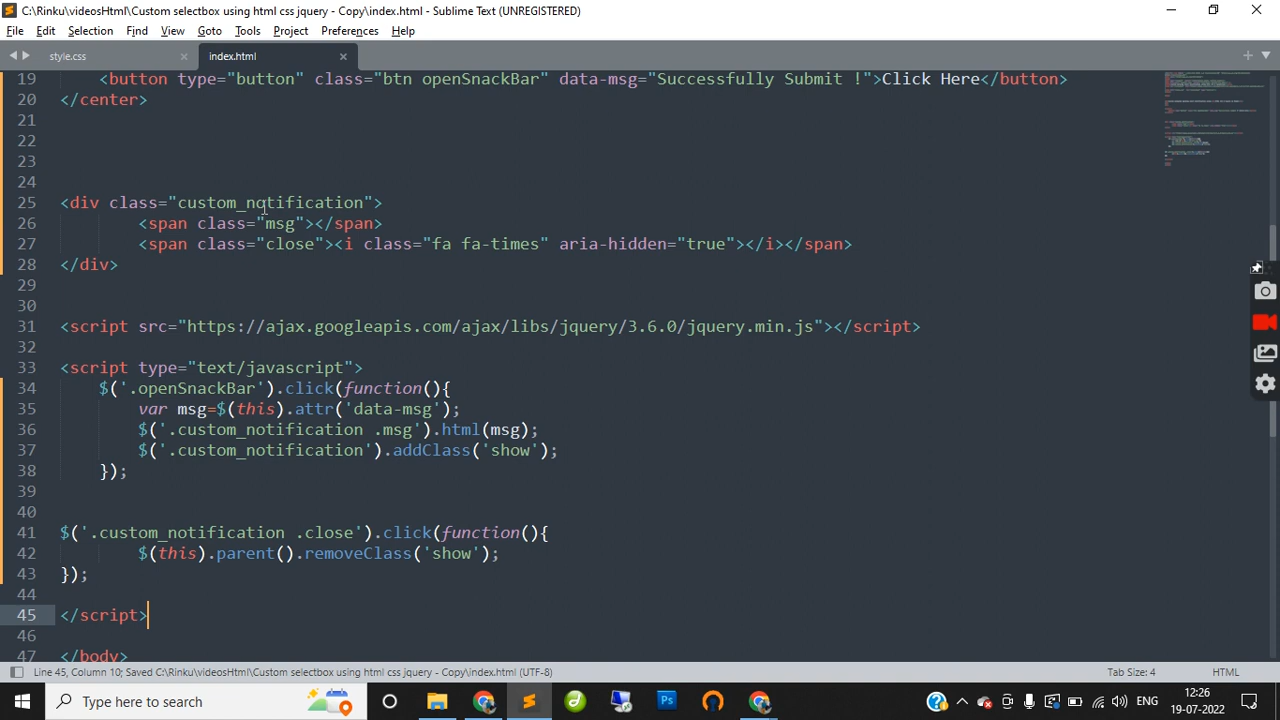 C:\Rinku\videosHtml\Custom selectbox using html css jquery - Copy\index.html - Sublime Text (UNREGISTERED)
File Edit Selection Find View Goto Tools Project Preferences Help
style.css index.html
19 <button type="button" class="btn openSnackBar" data-msg="Successfully Submit !">Click Here</button>
20 </center>
21
22
23
24
25 <div class="custom_notification">
26 <span class="msg"></span>
27 <span class="close"><i class="fa fa-times" aria-hidden="true"></i></span>
28 </div>
29
30
31 <script src="https://ajax.googleapis.com/ajax/libs/jquery/3.6.0/jquery.min.js"></script>
32
33 <script type="text/javascript">
34 $('.openSnackBar').click(function(){
35 var msg=$(this).attr('data-msg');
36 $('.custom_notification .msg').html(msg);
37 $('.custom_notification').addClass('show');
38 });
39
40
41 $('.custom_notification .close').click(function(){
42 $(this).parent().removeClass('show');
43 });
44
45 </script>
46
47 </body>
Line 45, Column 10; Saved C:\Rinku\videosHtml\Custom selectbox using html css jquery - Copy\index.html (UTF-8) Tab Size: 4 HTML
Type here to search Ps ENG 12:26
19-07-2022